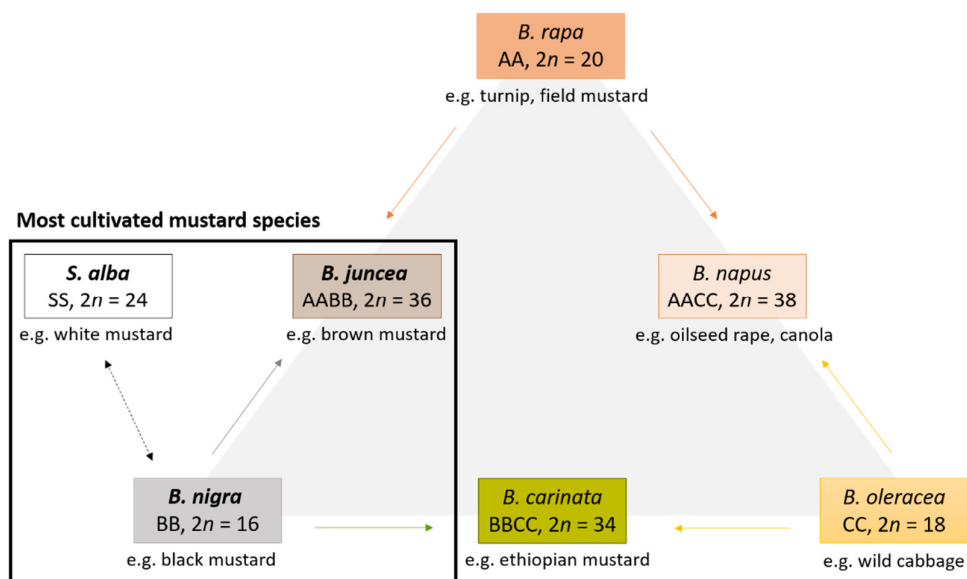 B. rapa
AA, 2n = 20
e.g. turnip, field mustard
Most cultivated mustard species
S. alba
SS, 2n = 24
e.g. white mustard
B. juncea
AABB, 2n = 36
e.g. brown mustard
B. napus
AACC, 2n = 38
e.g. oilseed rape, canola
B. nigra
BB, 2n = 16
e.g. black mustard
B. carinata
BBCC, 2n = 34
e.g. ethiopian mustard
B. oleracea
CC, 2n = 18
e.g. wild cabbage